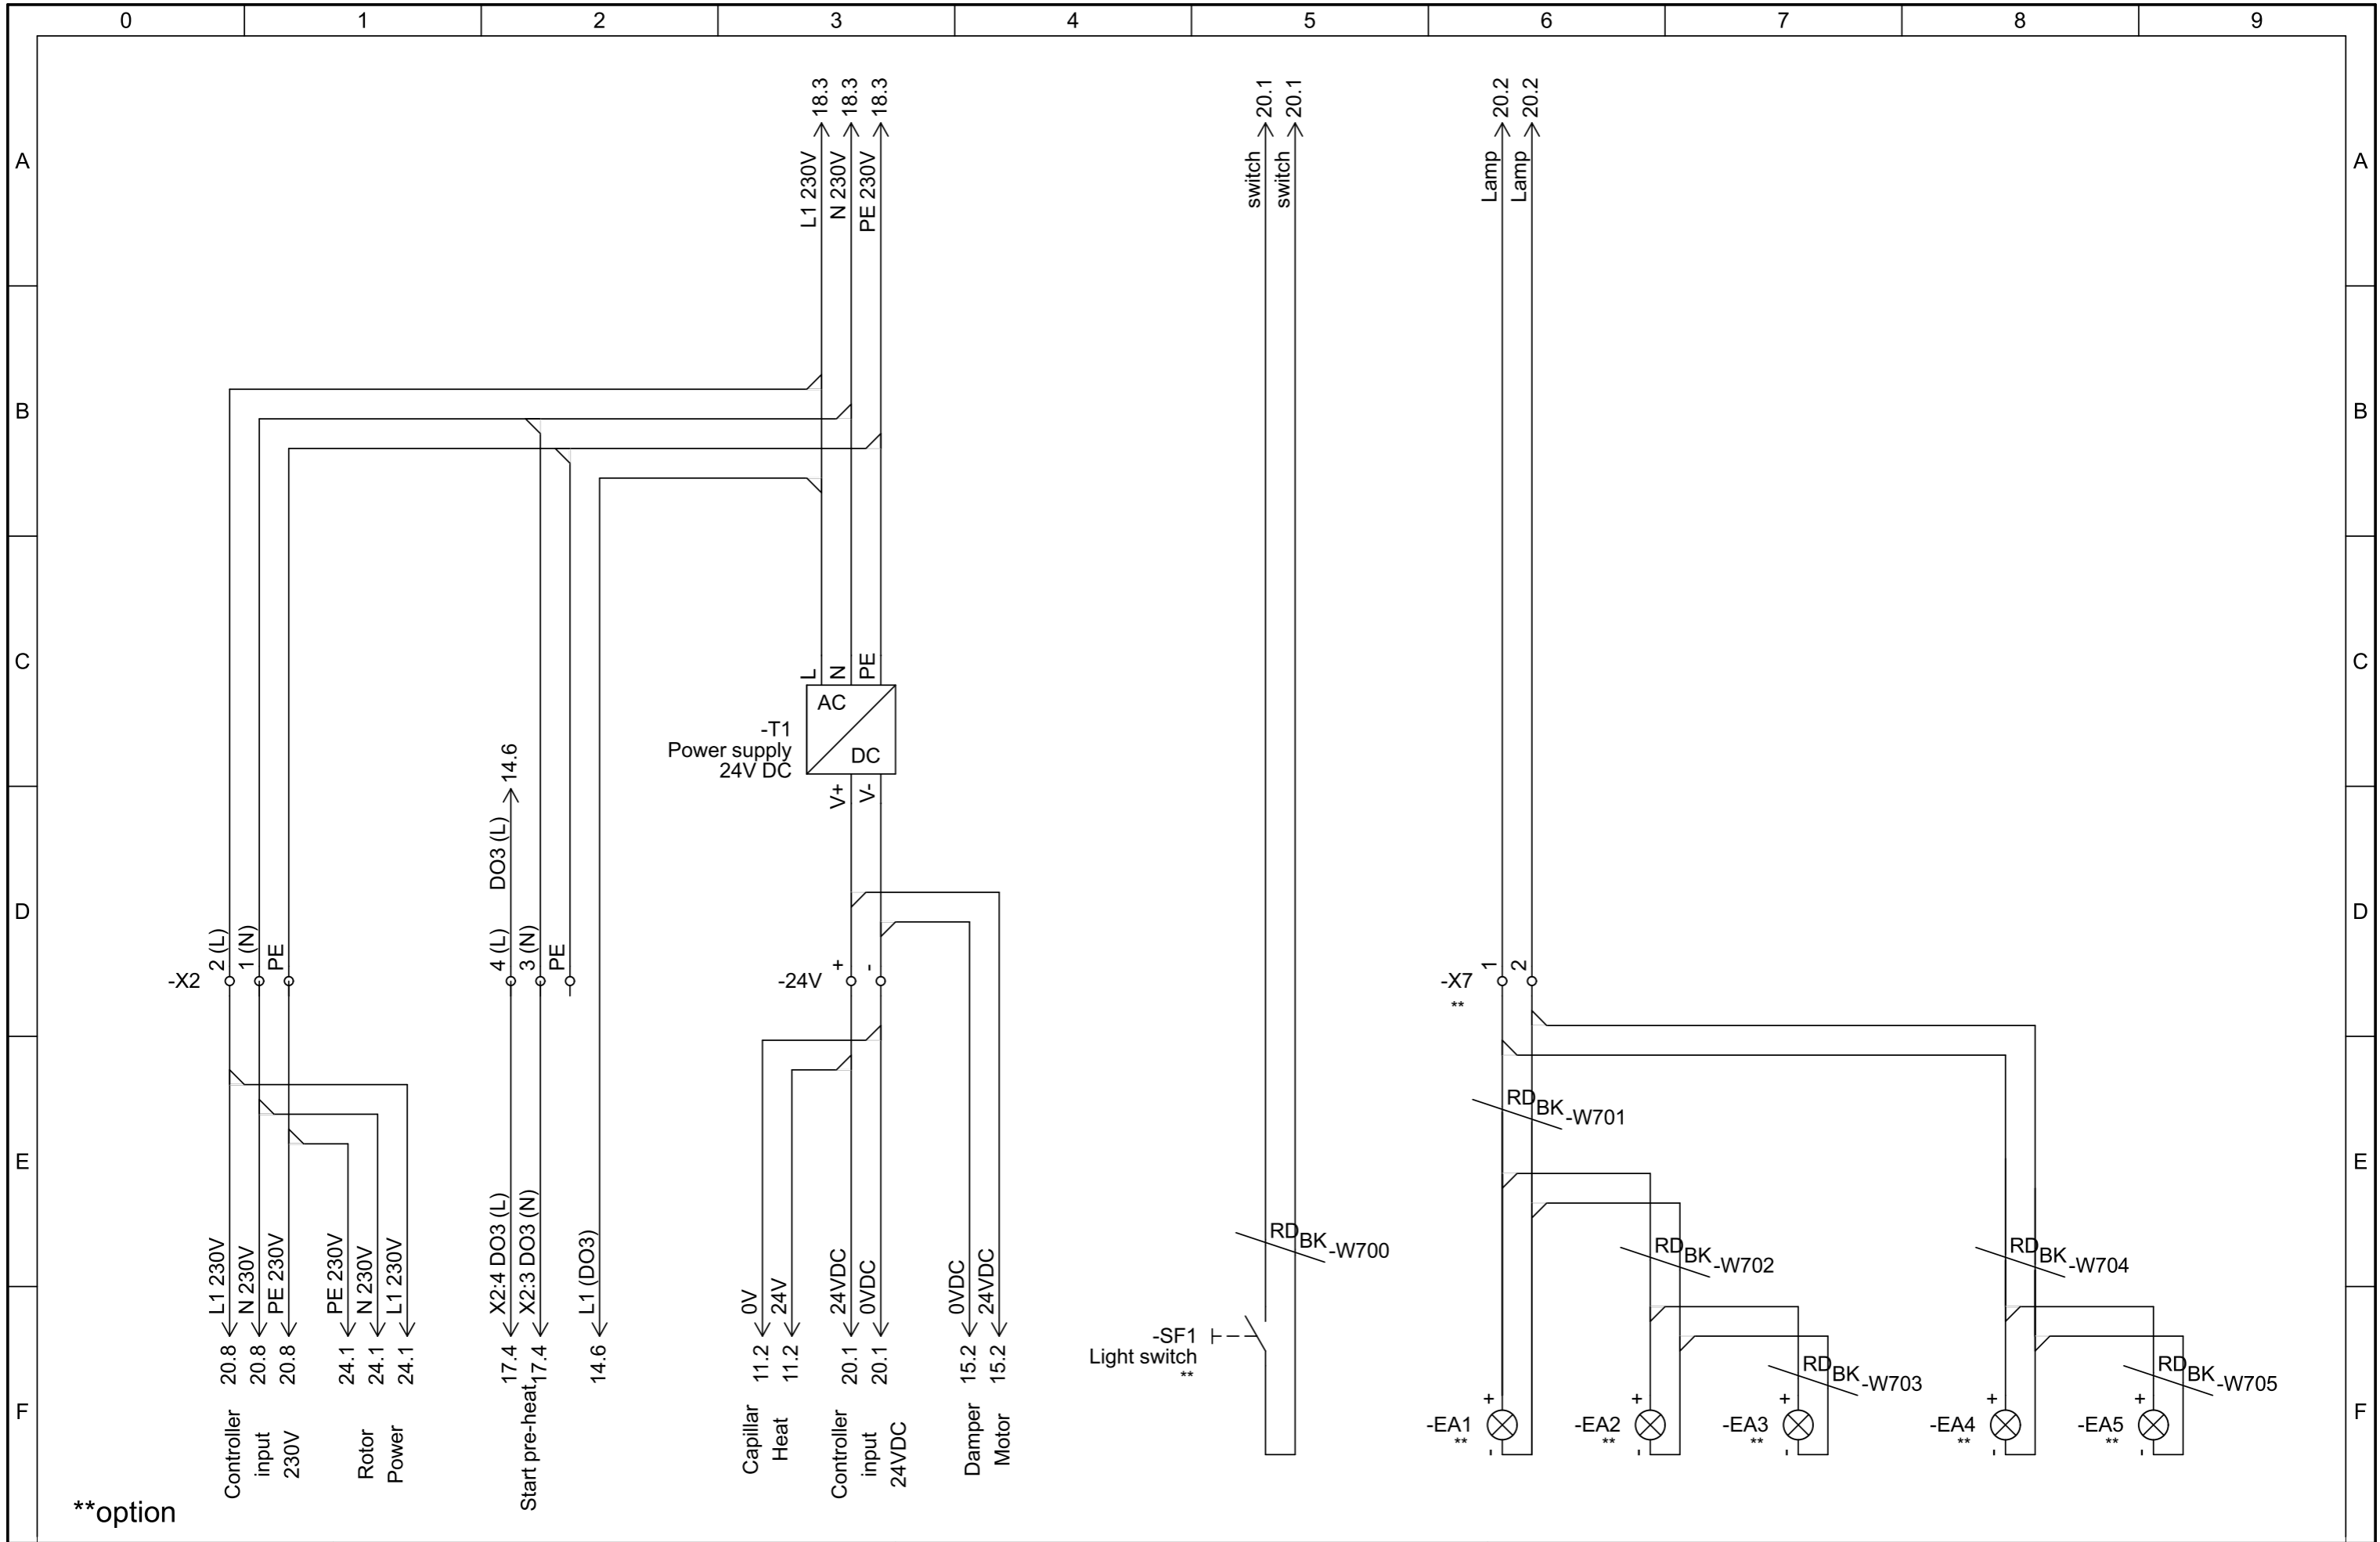 0 1 2 3 4 5 6 7 8 9
18.3 18.3 18.3 20.1 20.1 20.2 20.2
A L1 230V N 230V PE 230V switch switch Lamp Lamp A
B B
C L N PE C
AC
-T1
Power supply DC
24V DC
14.6
V+ V-
DO3 (L)
D D
-X2 2 (L) 1 (N) PE 4 (L) 3 (N) PE -24V + - -X7 1 2
**
RD BK -W701
E E
RD BK -W700
RD BK -W702
RD BK -W704
L1 230V N 230V PE 230V PE 230V N 230V L1 230V X2:4 DO3 (L) X2:3 DO3 (N) L1 (DO3) 0V 24V 24VDC 0VDC 0VDC 24VDC
20.8 20.8 20.8 24.1 24.1 24.1 17.4 17.4 14.6 11.2 11.2 20.1 20.1 15.2 15.2
-SF1
Light switch
**
RD BK -W703
RD BK -W705
F F
+ + + + +
-EA1 -EA2 -EA3 -EA4 -EA5
** ** ** ** **
- - - - -
Controller
input
230V
Rotor
Power
Start pre-heat
Capillar
Heat
Controller
input
24VDC
Damper
Motor
**option